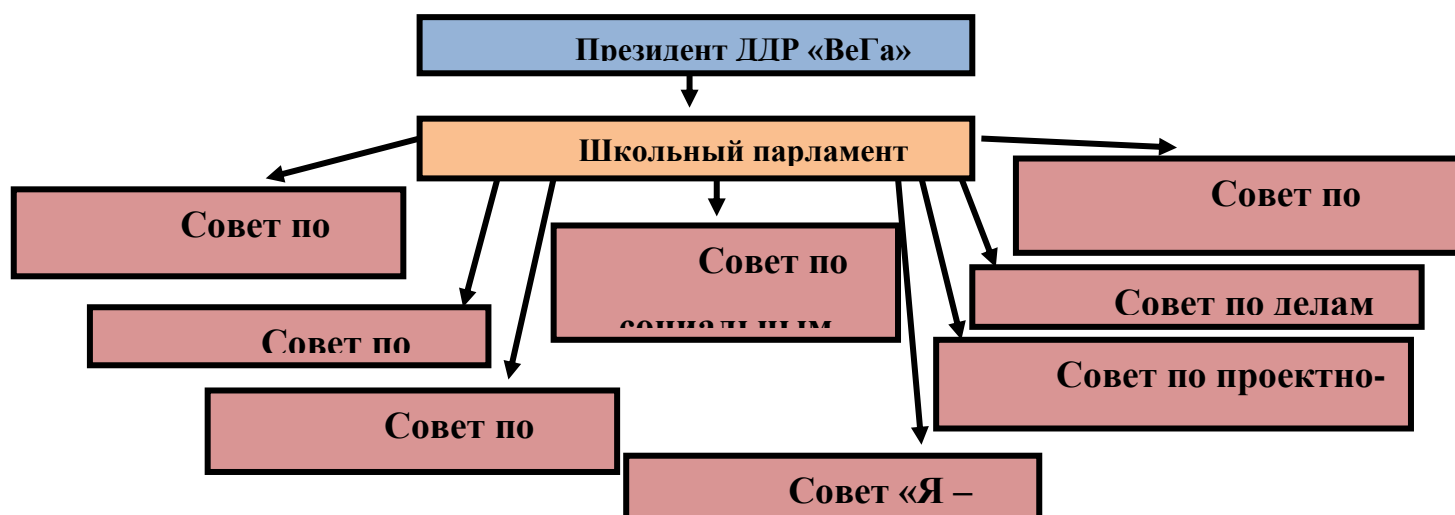 Президент ДДР «ВеГа»
Школьный парламент
Совет по
Совет по
Совет по
социальным
Совет по делам
Совет по
Совет по проектно-
Совет по
Совет «Я –